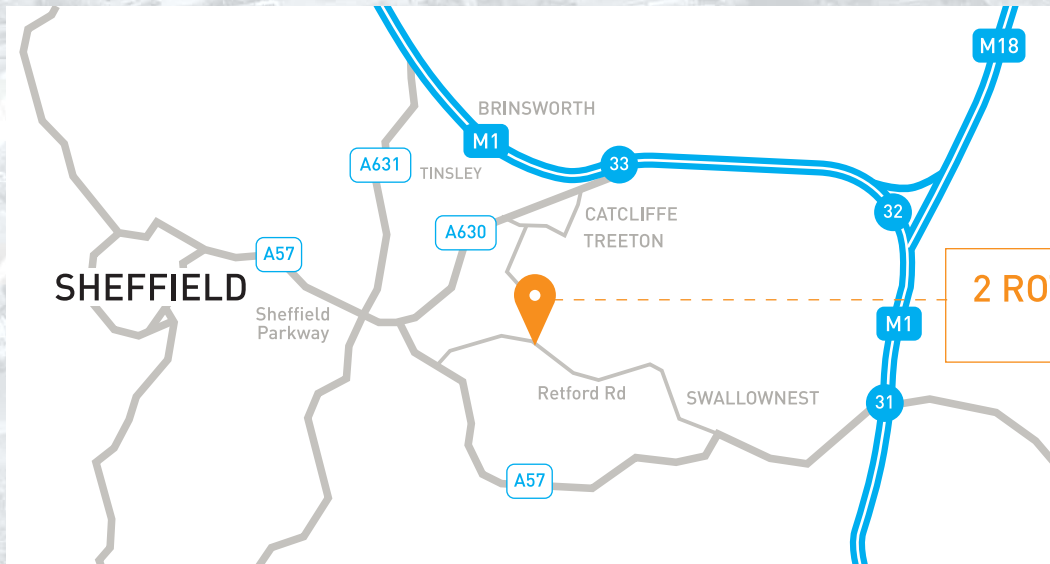 M18
BRINSWORTH
M1
A631
TINSLEY
33
32
CATCLIFFE
TREETON
A630
A57
SHEFFIELD
Sheffield
Parkway
2 RO
M1
Retford Rd
SWALLOWNEST
31
A57